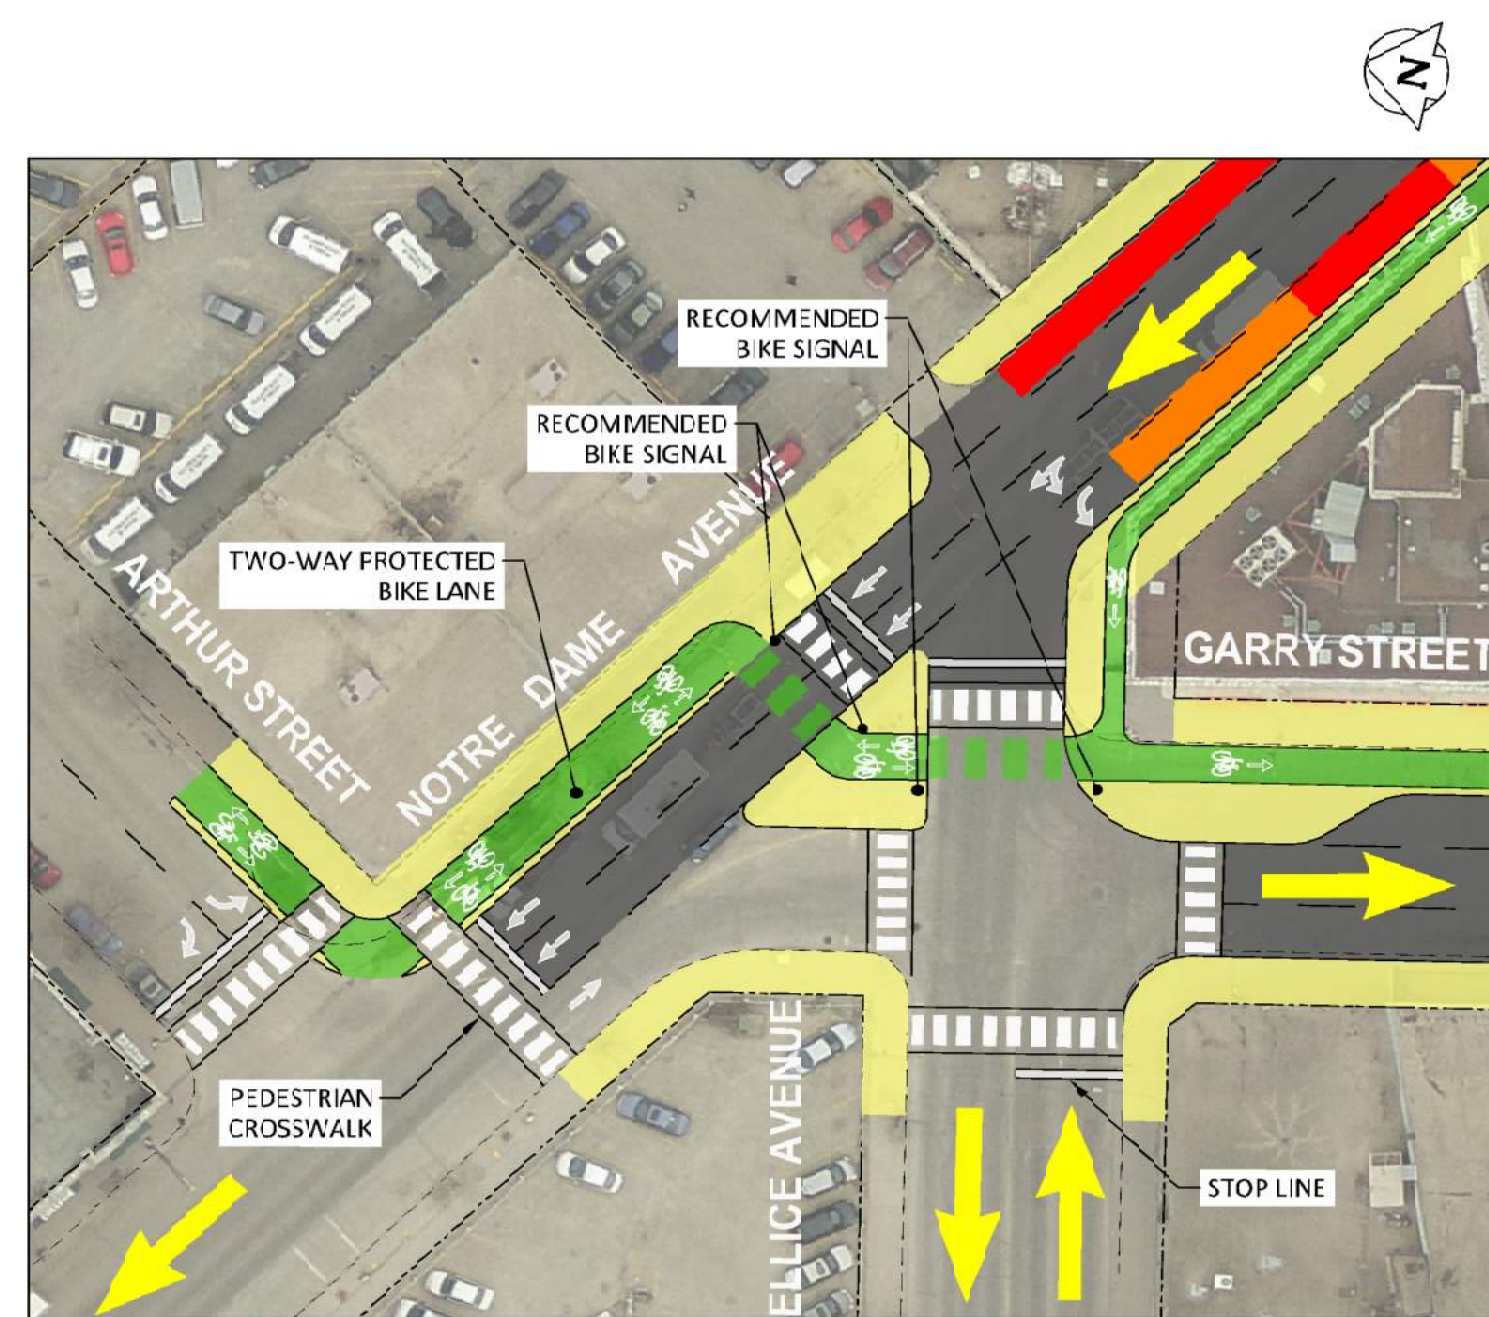 N
RECOMMENDED
BIKE SIGNAL
RECOMMENDED
BIKE SIGNAL
TWO-WAY PROTECTED
BIKE LANE
ARTHUR STREET
NOTRE DAME AVENUE
GARRY STREET
PEDESTRIAN
CROSSWALK
ELLICE AVENUE
STOP LINE